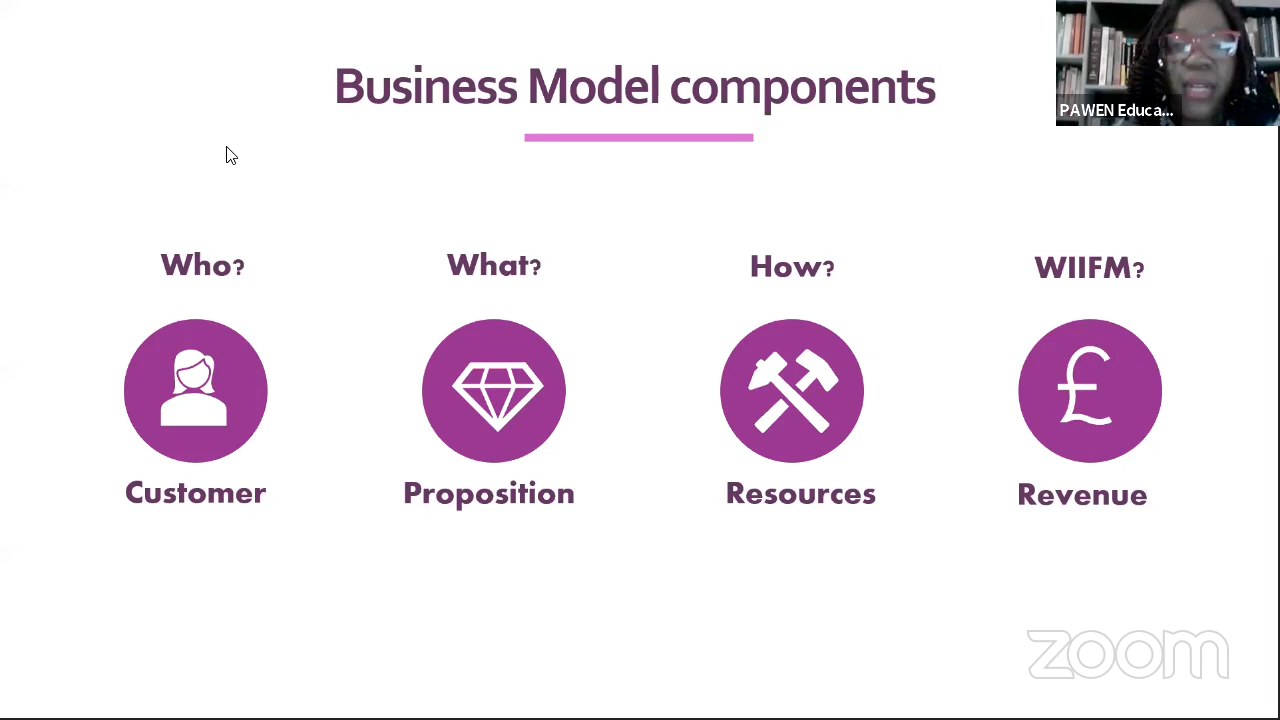 Business Model components
PAWEN Educa...
Who?
What?
How?
WIIFM?
£
Customer
Proposition
Resources
Revenue
zoom